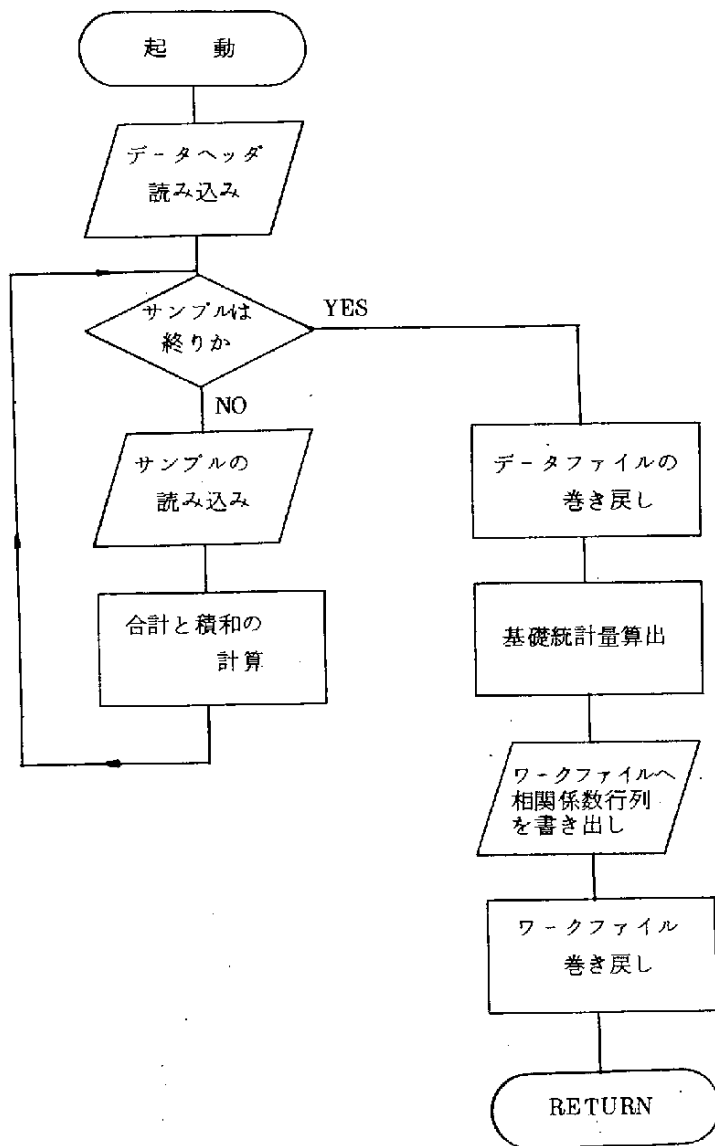 起 動
データヘッダ
読み込み
サンプルは
終りか
YES
NO
サンプルの
読み込み
合計と積和の
計算
データファイルの
巻き戻し
基礎統計量算出
ワークファイルへ
相関係数行列
を書き出し
ワークファイル
巻き戻し
RETURN